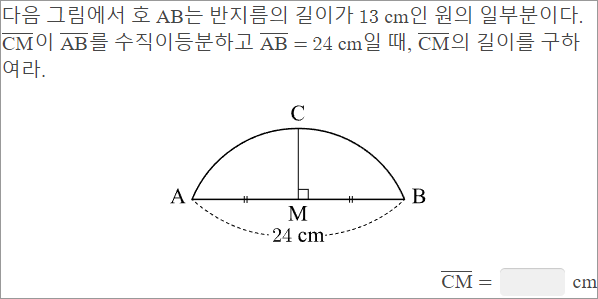 다음 그림에서 호 AB는 반지름의 길이가 13 cm인 원의 일부분이다.
CM이 AB를 수직이등분하고 AB = 24 cm일 때, CM의 길이를 구하
여라.
C
A
B
M
24 cm
CM = cm